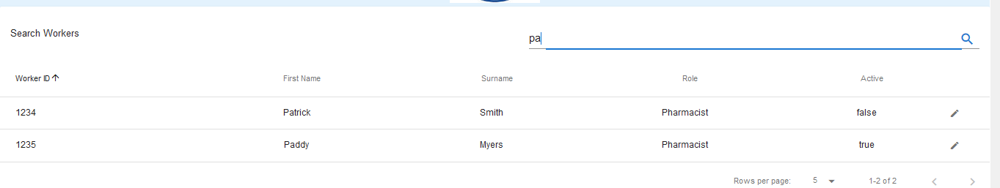 Search Workers
pa
Worker ID First Name Surname Role Active
1234 Patrick Smith Pharmacist false
1235 Paddy Myers Pharmacist true
Rows per page: 5 1-2 of 2